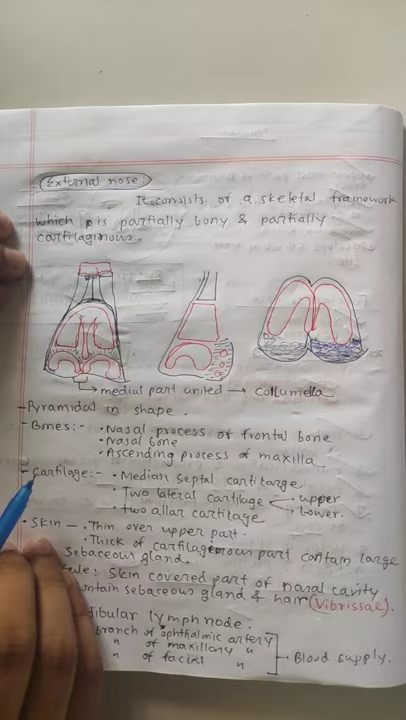 External nose:
It consists of a skeletal framework
which is partially bony & partially
cartilaginous.
medial part united → collumella
- Pyramidal in shape.
- Bones:- • Nasal process of frontal bone
• Nasal bone
• Ascending process of maxilla
- Cartilage:- • Median septal cartilarge
• Two lateral cartilage upper
• two allar cartilage lower.
• Skin - • Thin over upper part.
• Thick of cartilagenous part contain large
sebaceous gland.
Skin covered part of nasal cavity
contain sebaceous gland & hair (Vibrissae).
lymph node.
branch of ophthalmic artery
" of maxillary "
" of facial " Blood supply.